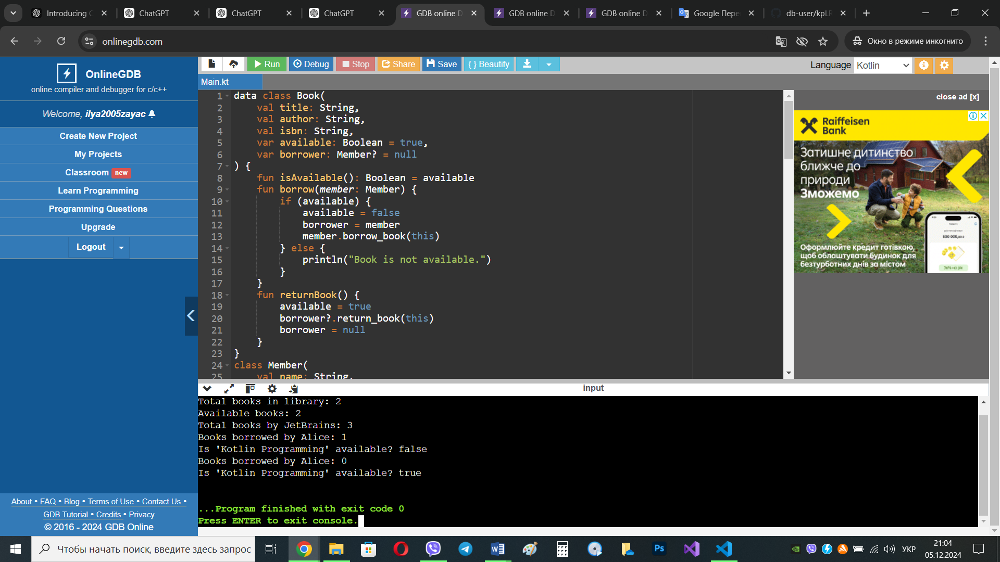 Introducing C
ChatGPT
ChatGPT
ChatGPT
GDB online D
GDB online D
GDB online D
Google Пере
db-user/kpLR
onlinegdb.com
Окно в режиме инкогнито
OnlineGDB
online compiler and debugger for c/c++
Welcome, ilya2005zayac
Create New Project
My Projects
Classroom new
Learn Programming
Programming Questions
Upgrade
Logout
About • FAQ • Blog • Terms of Use • Contact Us •
GDB Tutorial • Credits • Privacy
© 2016 - 2024 GDB Online
Run Debug Stop Share Save { } Beautify
Language Kotlin
Main.kt
1 data class Book(
2 val title: String,
3 val author: String,
4 val isbn: String,
5 var available: Boolean = true,
6 var borrower: Member? = null
7 ) {
8 fun isAvailable(): Boolean = available
9 fun borrow(member: Member) {
10 if (available) {
11 available = false
12 borrower = member
13 member.borrow_book(this)
14 } else {
15 println("Book is not available.")
16 }
17 }
18 fun returnBook() {
19 available = true
20 borrower?.return_book(this)
21 borrower = null
22 }
23 }
24 class Member(
25 val name: String,
close ad [x]
Raiffeisen
Bank
Затишне дитинство
ближче до
природи
Зможемо
500 000,00 ₴
36% на рік
Оформлюйте кредит готівкою,
щоб облаштувати будинок для
безтурботних днів за містом
input
Total books in library: 2
Available books: 2
Total books by JetBrains: 3
Books borrowed by Alice: 1
Is 'Kotlin Programming' available? false
Books borrowed by Alice: 0
Is 'Kotlin Programming' available? true
...Program finished with exit code 0
Press ENTER to exit console.
Чтобы начать поиск, введите здесь запрос
Ps
УКР
21:04
05.12.2024